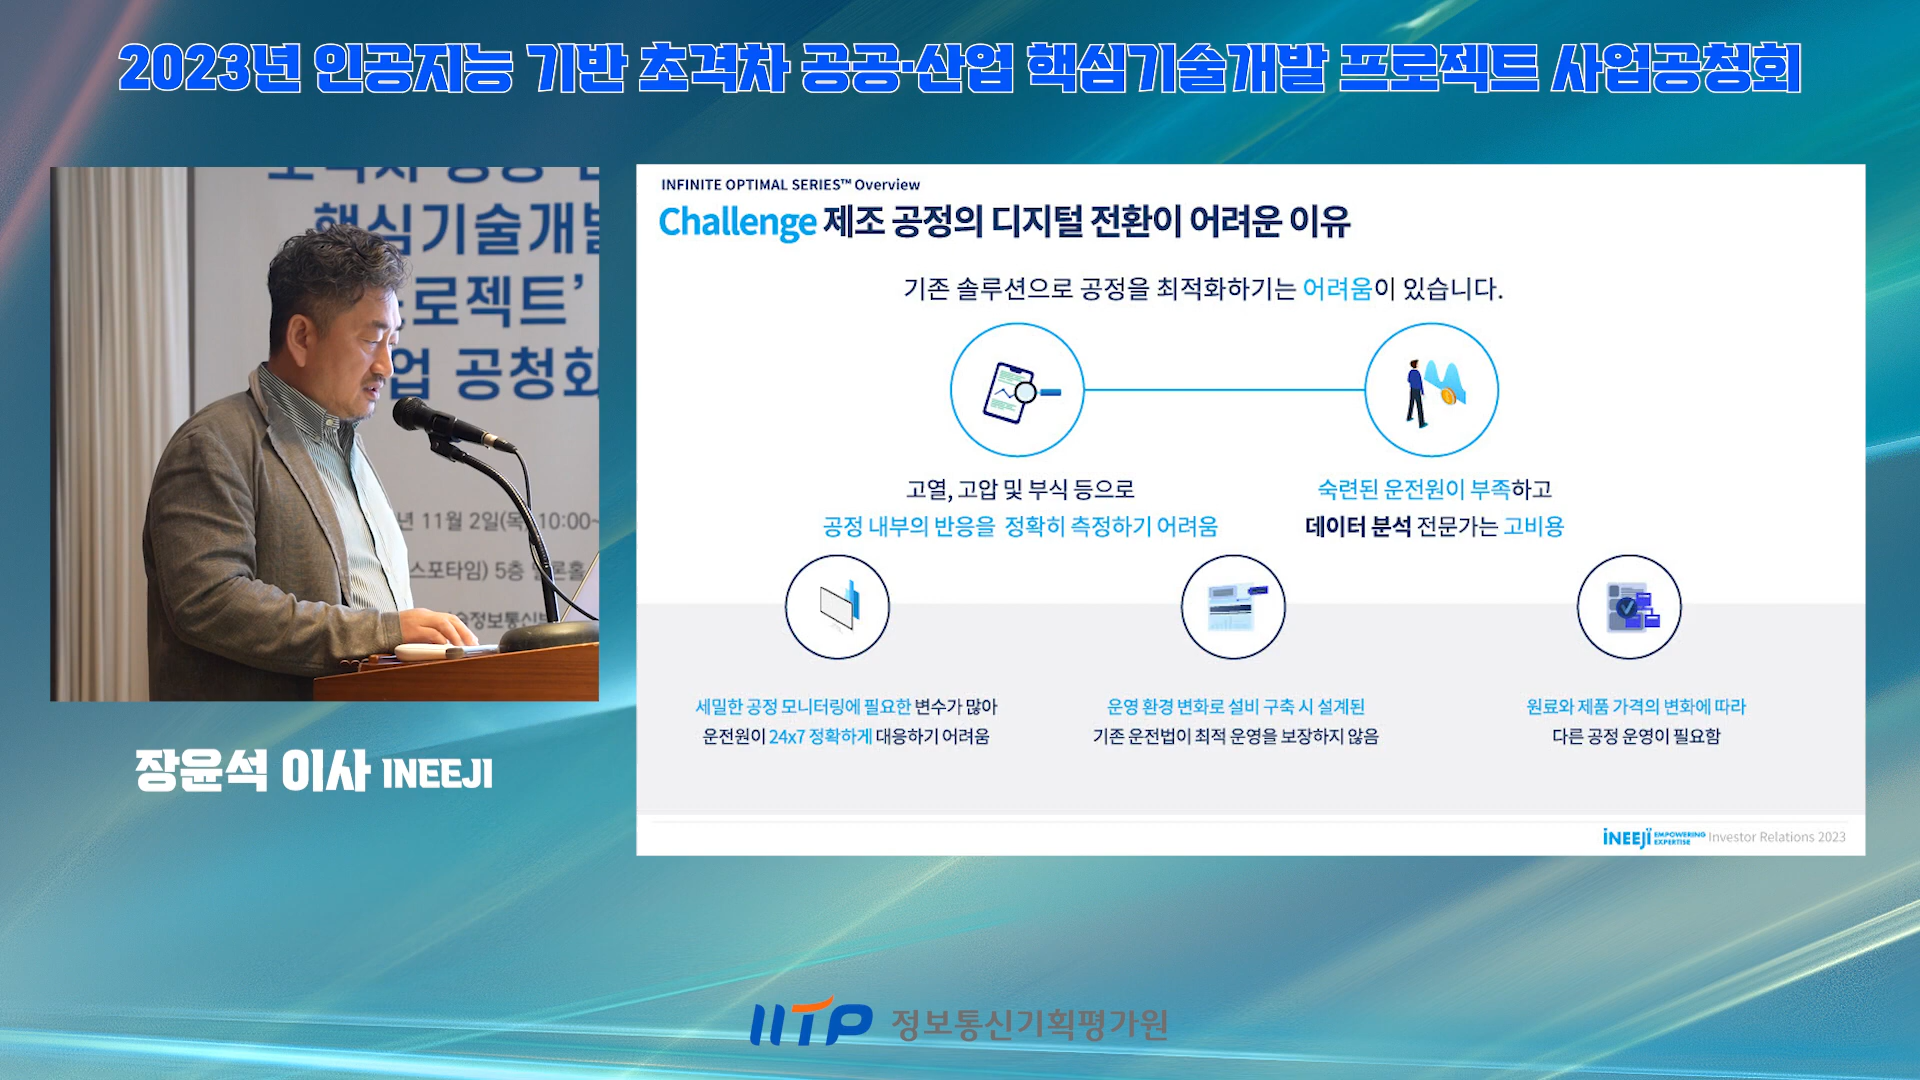 2023년 인공지능 기반 초격차 공공·산업 핵심기술개발 프로젝트 사업공청회
핵심기술개발
로젝트’
업 공청회
년 11월 2일(목) 10:00~
스포타임) 5층
정보통신부
장윤석 이사 INEEJI
INFINITE OPTIMAL SERIES™ Overview
Challenge 제조 공정의 디지털 전환이 어려운 이유
기존 솔루션으로 공정을 최적화하기는 어려움이 있습니다.
고열, 고압 및 부식 등으로
공정 내부의 반응을 정확히 측정하기 어려움
숙련된 운전원이 부족하고
데이터 분석 전문가는 고비용
세밀한 공정 모니터링에 필요한 변수가 많아
운전원이 24x7 정확하게 대응하기 어려움
운영 환경 변화로 설비 구축 시 설계된
기존 운전법이 최적 운영을 보장하지 않음
원료와 제품 가격의 변화에 따라
다른 공정 운영이 필요함
iNEEJi EMPOWERING EXPERTISE Investor Relations 2023
IITP 정보통신기획평가원